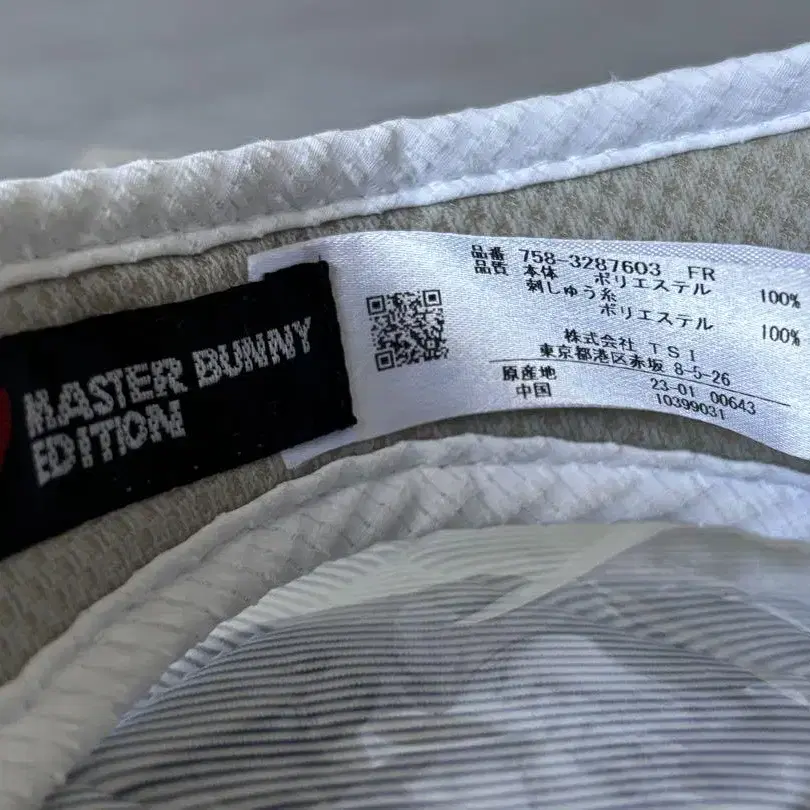 MASTER BUNNY
EDITION
品番 758-3287603 FR
品質 本体 ポリエステル 100%
刺しゅう糸
ポリエステル 100%
株式会社 TSI
東京都港区赤坂 8-5-26
原産地
中国
23-01 00643
10399031